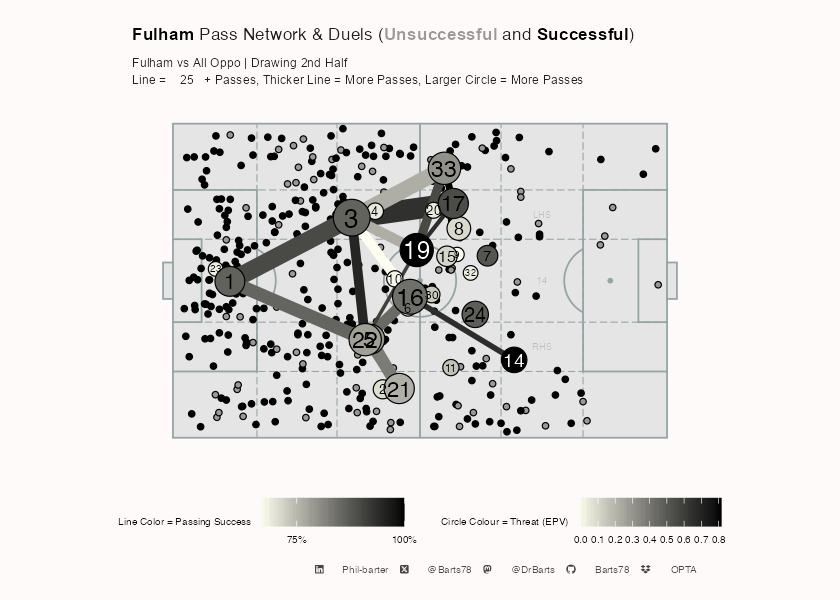 Fulham Pass Network & Duels (Unsuccessful and Successful)
Fulham vs All Oppo | Drawing 2nd Half
Line = 25 + Passes, Thicker Line = More Passes, Larger Circle = More Passes
33
3
4
20
17
LHS
8
19
15
7
23
32
1
10
14
16
30
6
24
25
RHS
14
11
21
Line Color = Passing Success
75% 100%
Circle Colour = Threat (EPV)
0.0 0.1 0.2 0.3 0.4 0.5 0.6 0.7 0.8
Phil-barter @Barts78 @DrBarts Barts78 OPTA